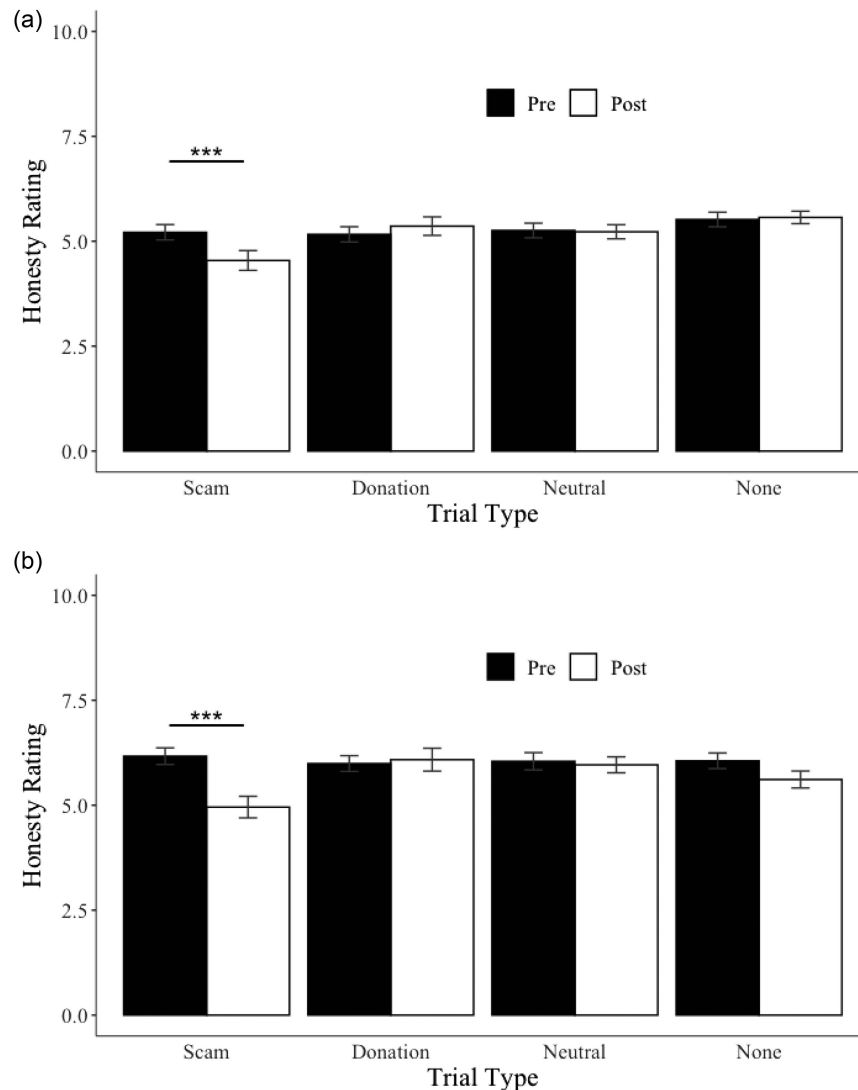 (a)
10.0
Pre Post
7.5
***
Honesty Rating
5.0
2.5
0.0
Scam Donation Neutral None
Trial Type
(b)
10.0
Pre Post
7.5
***
Honesty Rating
5.0
2.5
0.0
Scam Donation Neutral None
Trial Type